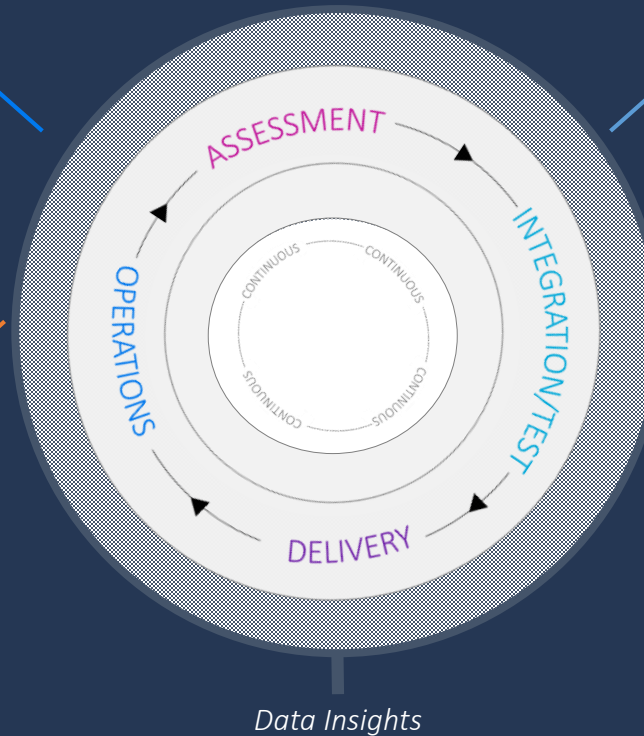 ASSESSMENT
INTEGRATION/TEST
DELIVERY
OPERATIONS
CONTINUOUS
CONTINUOUS
CONTINUOUS
CONTINUOUS
Data Insights